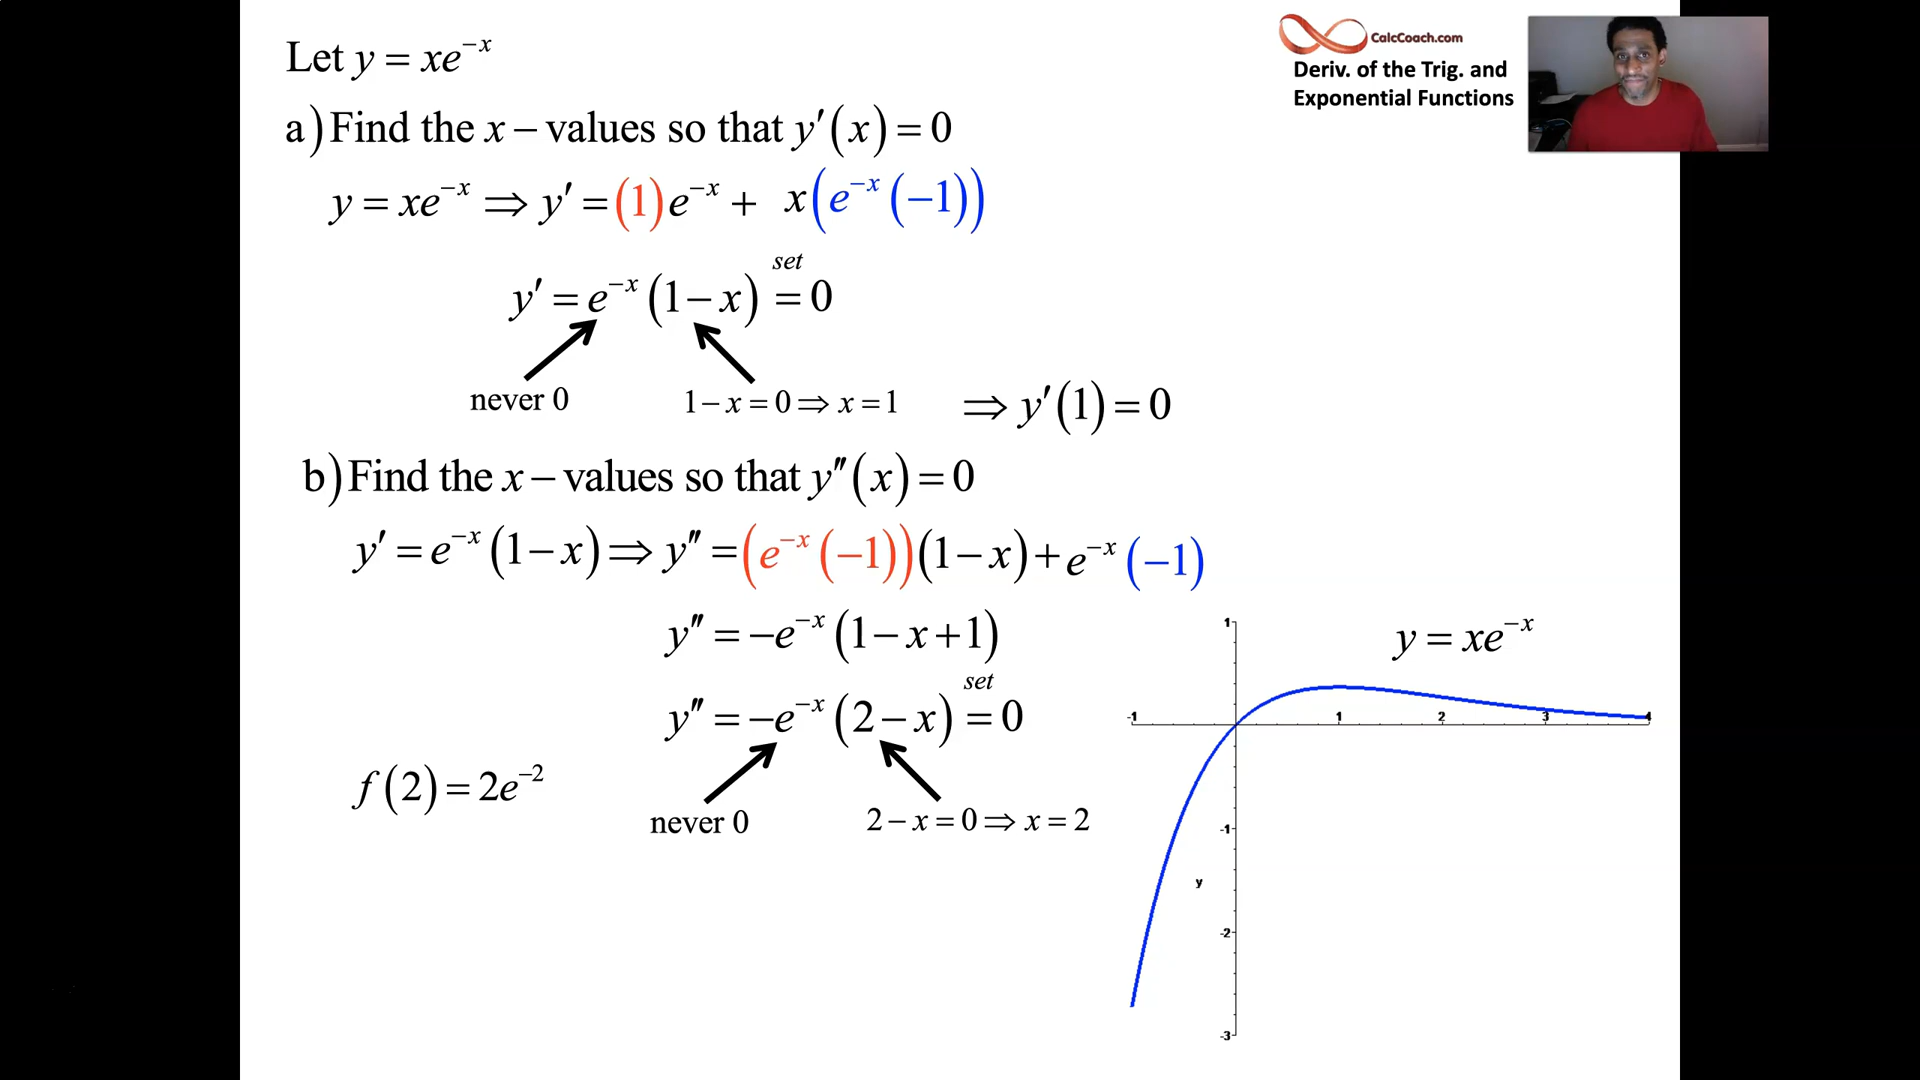 Let y = xe^{-x}
CalcCoach.com
Deriv. of the Trig. and
Exponential Functions
a) Find the x – values so that y′(x) = 0
y = xe^{-x} ⇒ y′ = (1)e^{-x} + x(e^{-x}(−1))
set
y′ = e^{-x}(1 − x) = 0
never 0
1 − x = 0 ⇒ x = 1
⇒ y′(1) = 0
b) Find the x – values so that y″(x) = 0
y′ = e^{-x}(1 − x) ⇒ y″ = (e^{-x}(−1))(1 − x) + e^{-x}(−1)
y″ = −e^{-x}(1 − x + 1)
set
y″ = −e^{-x}(2 − x) = 0
f(2) = 2e^{-2}
never 0
2 − x = 0 ⇒ x = 2
y = xe^{-x}
1
-1 1 2 3 4
-1
y
-2
-3